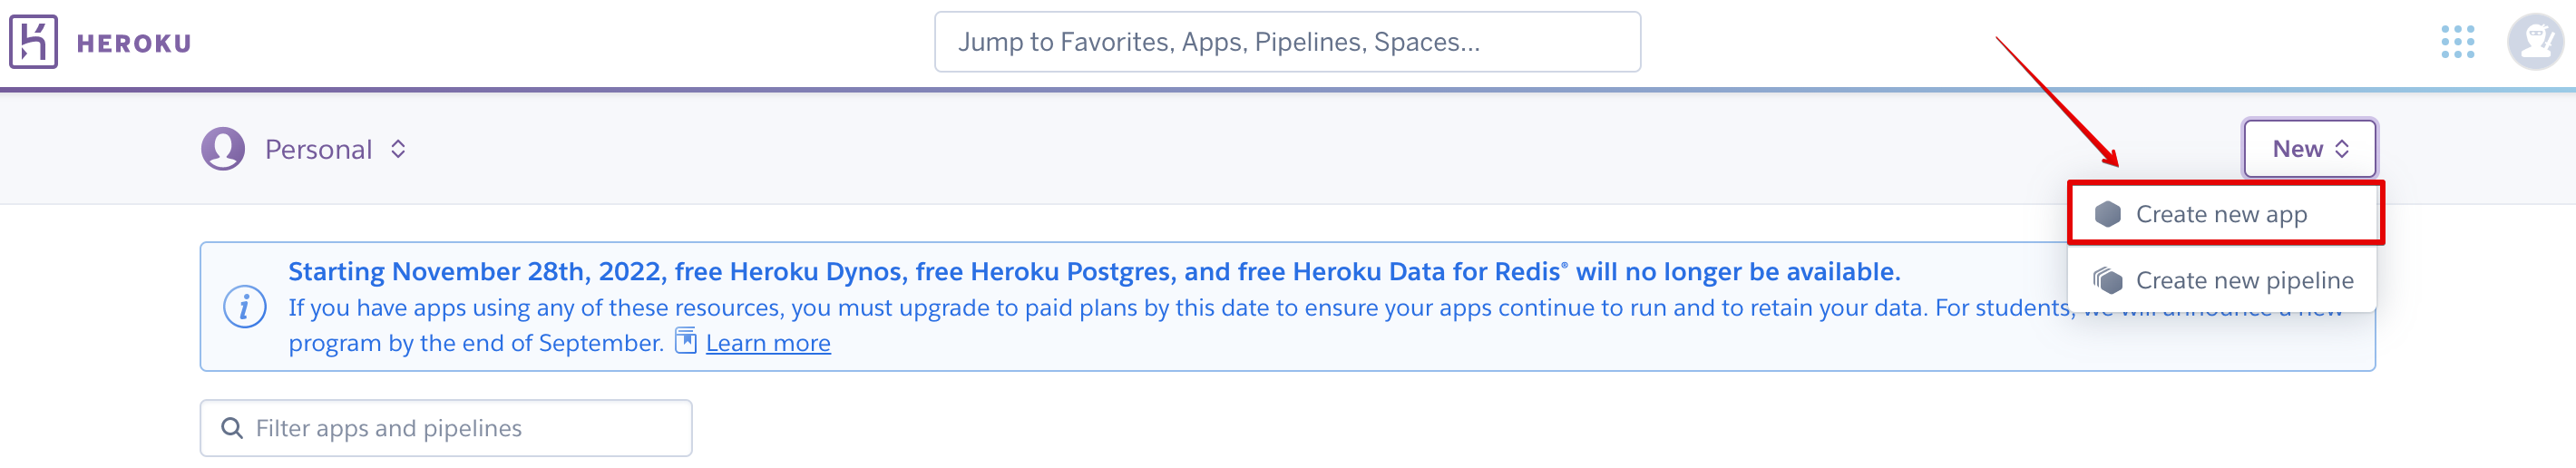 HEROKU
Jump to Favorites, Apps, Pipelines, Spaces...
Personal
New
Create new app
Create new pipeline
Starting November 28th, 2022, free Heroku Dynos, free Heroku Postgres, and free Heroku Data for Redis® will no longer be available.
If you have apps using any of these resources, you must upgrade to paid plans by this date to ensure your apps continue to run and to retain your data. For students, we will announce a new
program by the end of September. Learn more
Filter apps and pipelines